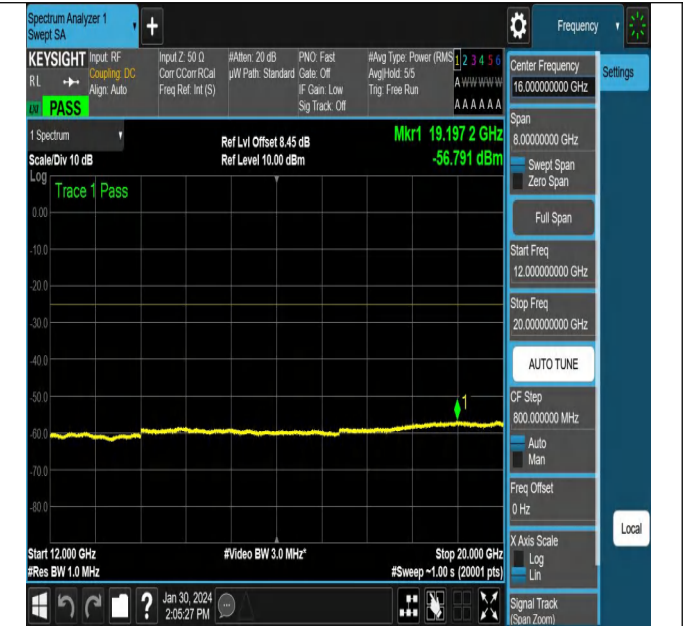 Spectrum Analyzer 1
Swept SA
+
Frequency
KEYSIGHT
RL
LXI PASS
Input: RF
Coupling: DC
Align: Auto
Input Z: 50 Ω
Corr CCorr RCal
Freq Ref: Int (S)
#Atten: 20 dB
µW Path: Standard
PNO: Fast
Gate: Off
IF Gain: Low
Sig Track: Off
#Avg Type: Power (RMS
Avg|Hold: 5/5
Trig: Free Run
1 2 3 4 5 6
A W W W W W
A A A A A A
1 Spectrum
Scale/Div 10 dB
Log
Ref Lvl Offset 8.45 dB
Ref Level 10.00 dBm
Mkr1 19.197 2 GHz
-56.791 dBm
Trace 1 Pass
0.00
-10.0
-20.0
-30.0
-40.0
-50.0
-60.0
-70.0
-80.0
1
Start 12.000 GHz
#Res BW 1.0 MHz
#Video BW 3.0 MHz*
Stop 20.000 GHz
#Sweep ~1.00 s (20001 pts)
Center Frequency
16.000000000 GHz
Span
8.00000000 GHz
Swept Span
Zero Span
Full Span
Start Freq
12.000000000 GHz
Stop Freq
20.000000000 GHz
AUTO TUNE
CF Step
800.000000 MHz
Auto
Man
Freq Offset
0 Hz
X Axis Scale
Log
Lin
Signal Track
(Span Zoom)
Settings
Local
?
Jan 30, 2024
2:05:27 PM